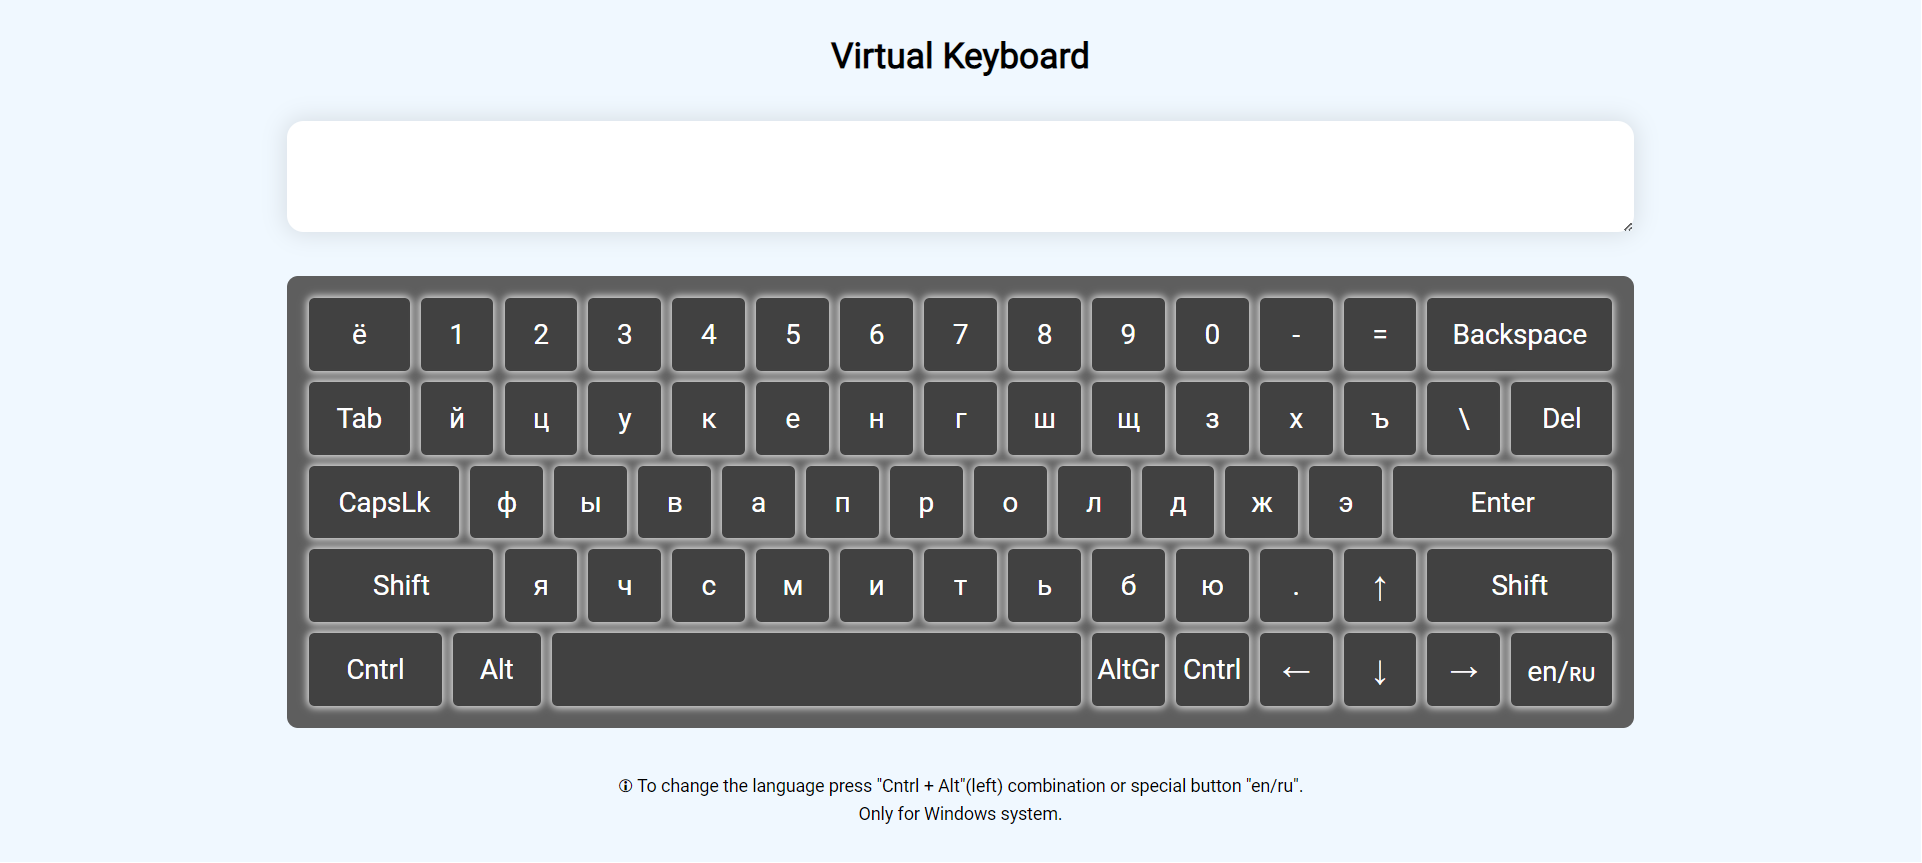 Virtual Keyboard
ё 1 2 3 4 5 6 7 8 9 0 - = Backspace
Tab й ц у к е н г ш щ з х ъ \ Del
CapsLk ф ы в а п р о л д ж э Enter
Shift я ч с м и т ь б ю . ↑ Shift
Cntrl Alt AltGr Cntrl ← ↓ → en/RU
🛈 To change the language press "Cntrl + Alt"(left) combination or special button "en/ru".
Only for Windows system.